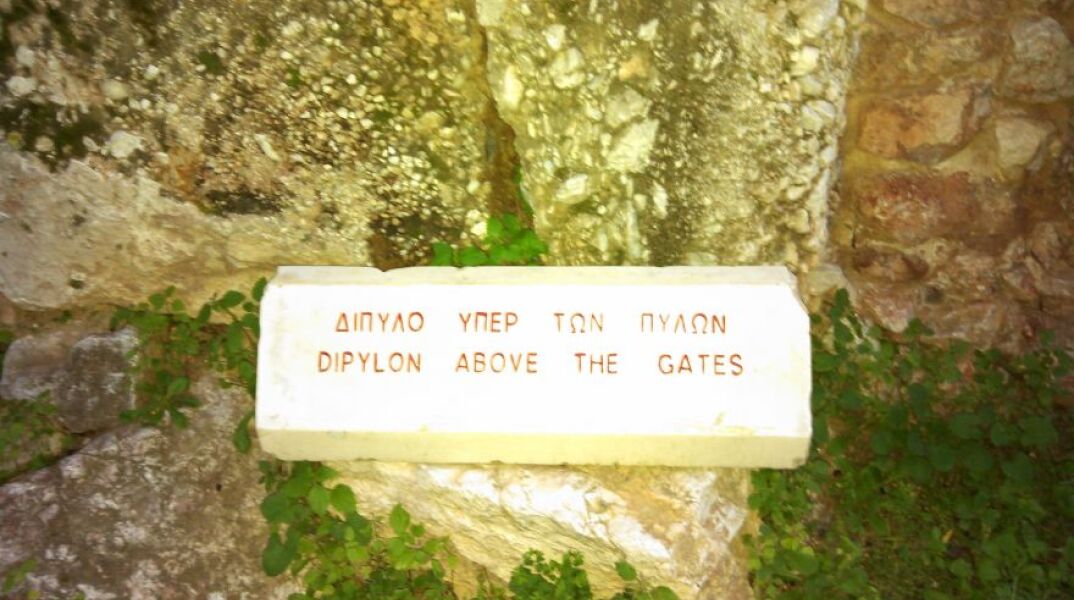 ΔΙΠΥΛΟ ΥΠΕΡ ΤΩΝ ΠΥΛΩΝ
DIPYLON ABOVE THE GATES